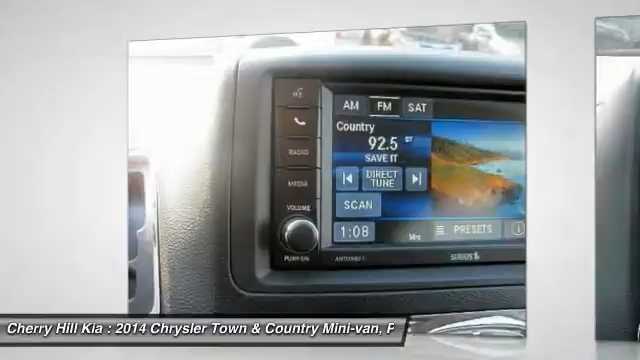 AM FM SAT
Country
92.5 ST
SAVE IT
DIRECT
TUNE
SCAN
1:08
PRESETS
RADIO
MEDIA
VOLUME
PUSH ON
SIRIUS
Cherry Hill Kia : 2014 Chrysler Town & Country Mini-van, P